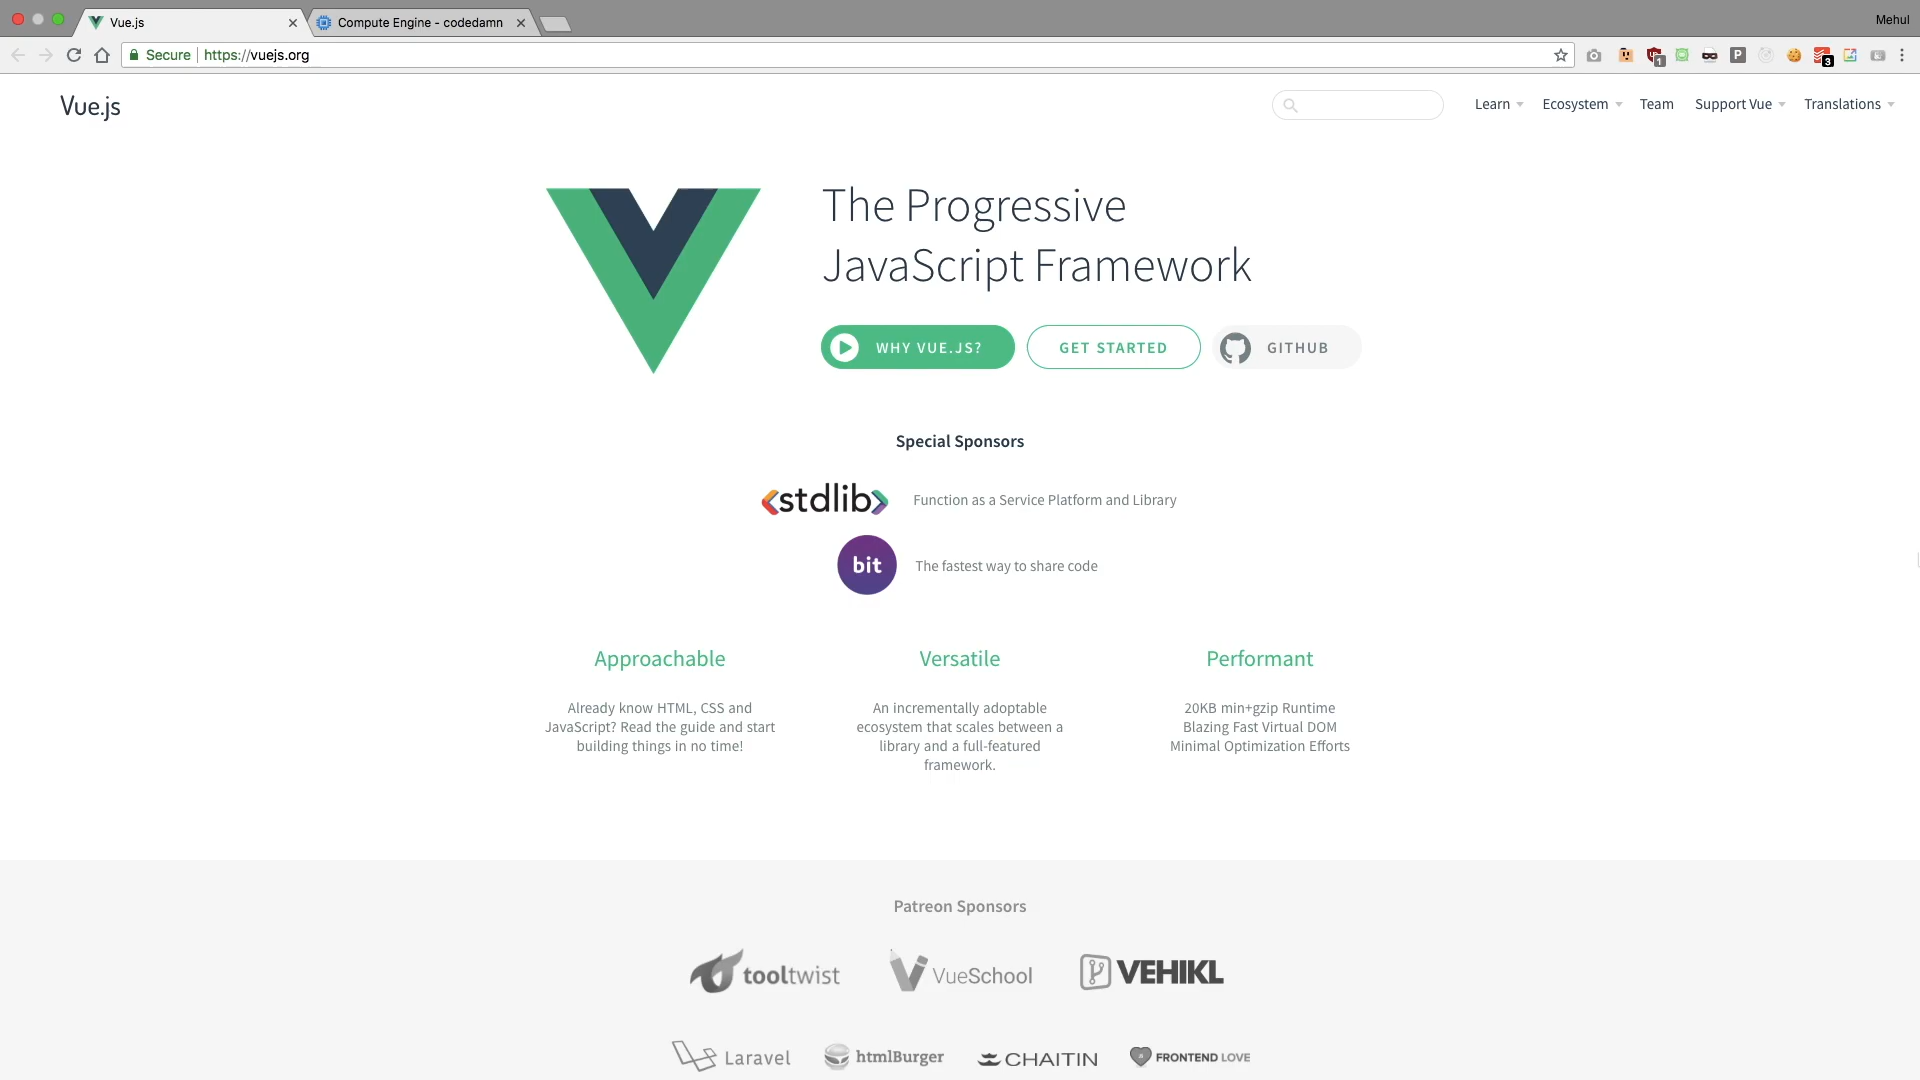 Vue.js
Compute Engine - codedamn
Mehul
Secure
https://vuejs.org
1
P
3
Vue.js
Learn
Ecosystem
Team
Support Vue
Translations
The Progressive
JavaScript Framework
WHY VUE.JS?
GET STARTED
GITHUB
Special Sponsors
<stdlib>
Function as a Service Platform and Library
bit
The fastest way to share code
Approachable
Versatile
Performant
Already know HTML, CSS and
JavaScript? Read the guide and start
building things in no time!
An incrementally adoptable
ecosystem that scales between a
library and a full-featured
framework.
20KB min+gzip Runtime
Blazing Fast Virtual DOM
Minimal Optimization Efforts
Patreon Sponsors
tooltwist
VueSchool
VEHIKL
Laravel
htmlBurger
CHAITIN
FRONTEND LOVE